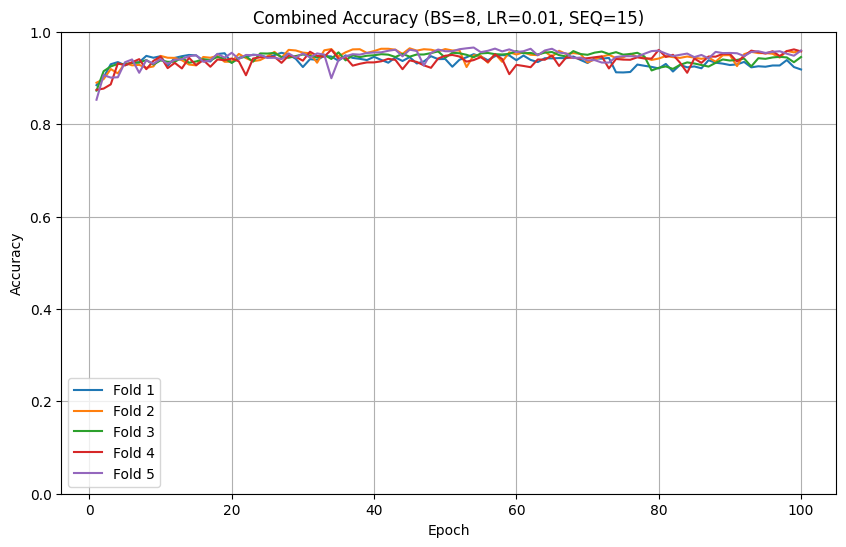 Combined Accuracy (BS=8, LR=0.01, SEQ=15)
1.0
0.8
0.6
0.4
0.2
0.0
Accuracy
Fold 1
Fold 2
Fold 3
Fold 4
Fold 5
0 20 40 60 80 100
Epoch